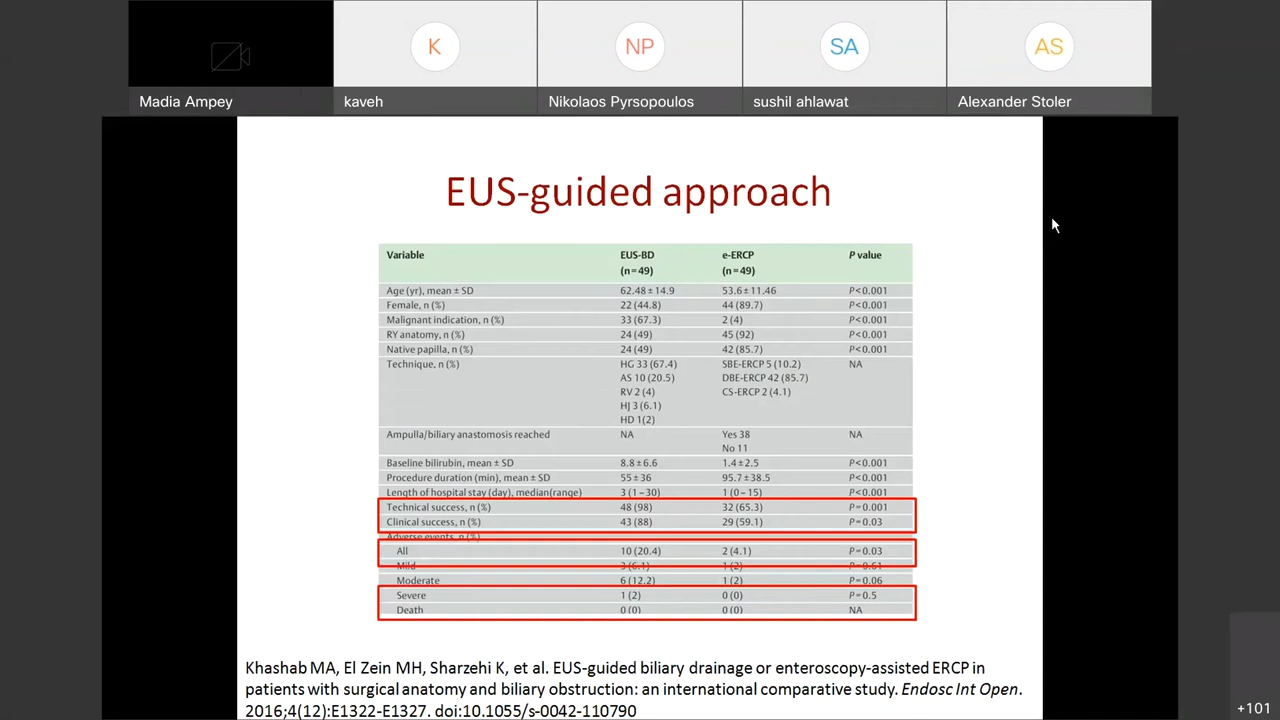 K
NP
SA
AS
Madia Ampey
kaveh
Nikolaos Pyrsopoulos
sushil ahlawat
Alexander Stoler
EUS-guided approach
Variable EUS-BD e-ERCP P value
(n=49) (n=49)
Age (yr), mean ± SD 62.48 ± 14.9 53.6 ± 11.46 P<0.001
Female, n (%) 22 (44.8) 44 (89.7) P<0.001
Malignant indication, n (%) 33 (67.3) 2 (4) P<0.001
RY anatomy, n (%) 24 (49) 45 (92) P<0.001
Native papilla, n (%) 24 (49) 42 (85.7) P<0.001
Technique, n (%) HG 33 (67.4) SBE-ERCP 5 (10.2) NA
AS 10 (20.5) DBE-ERCP 42 (85.7)
RV 2 (4) CS-ERCP 2 (4.1)
HJ 3 (6.1)
HD 1(2)
Ampulla/biliary anastomosis reached NA Yes 38 NA
No 11
Baseline bilirubin, mean ± SD 8.8 ± 6.6 1.4 ± 2.5 P<0.001
Procedure duration (min), mean ± SD 55 ± 36 95.7 ± 38.5 P<0.001
Length of hospital stay (day), median(range) 3 (1–30) 1 (0–15) P<0.001
Technical success, n (%) 48 (98) 32 (65.3) P=0.001
Clinical success, n (%) 43 (88) 29 (59.1) P=0.03
Adverse events, n (%)
All 10 (20.4) 2 (4.1) P=0.03
Mild 3 (6.1) 1 (2) P=0.61
Moderate 6 (12.2) 1 (2) P=0.06
Severe 1 (2) 0 (0) P=0.5
Death 0 (0) 0 (0) NA
Khashab MA, El Zein MH, Sharzehi K, et al. EUS-guided biliary drainage or enteroscopy-assisted ERCP in
patients with surgical anatomy and biliary obstruction: an international comparative study. Endosc Int Open.
2016;4(12):E1322-E1327. doi:10.1055/s-0042-110790
+101